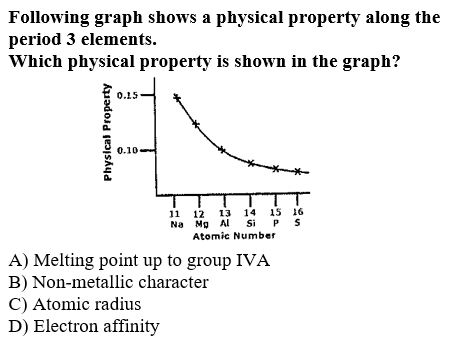 Following graph shows a physical property along the
period 3 elements.
Which physical property is shown in the graph?
Physical Property
0.15
0.10
11 12 13 14 15 16
Na Mg Al Si P S
Atomic Number
A) Melting point up to group IVA
B) Non-metallic character
C) Atomic radius
D) Electron affinity